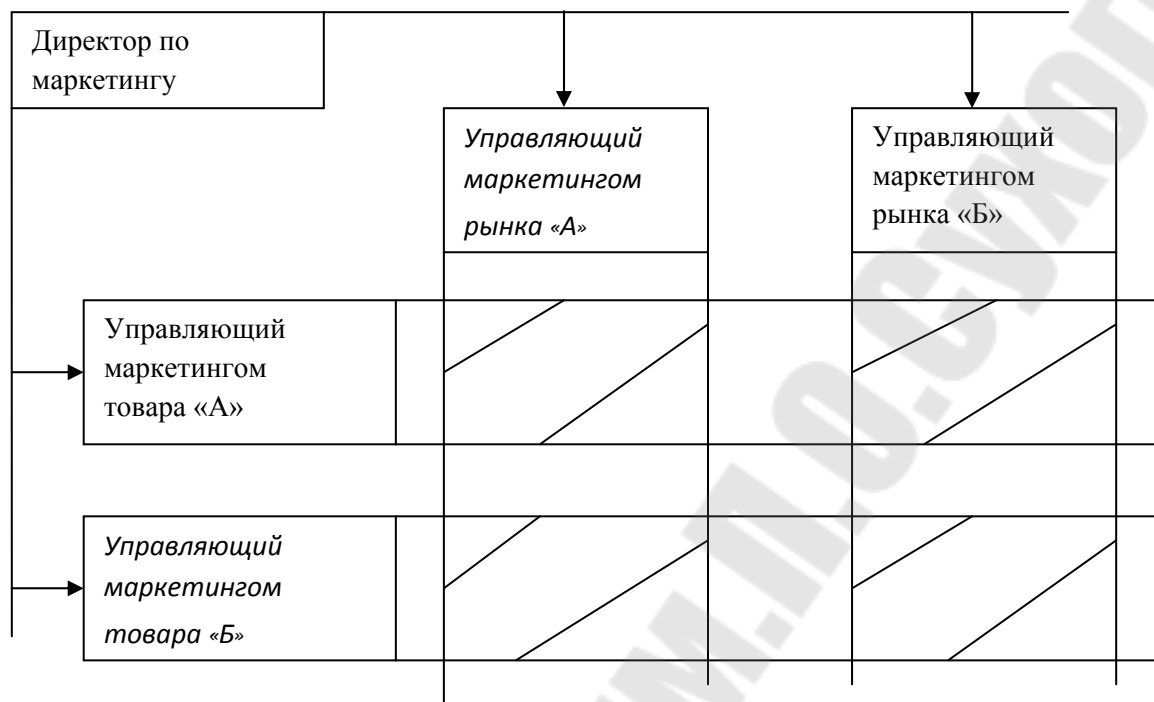 Директор по
маркетингу
Управляющий
маркетингом
рынка «А»
Управляющий
маркетингом
рынка «Б»
Управляющий
маркетингом
товара «А»
Управляющий
маркетингом
товара «Б»